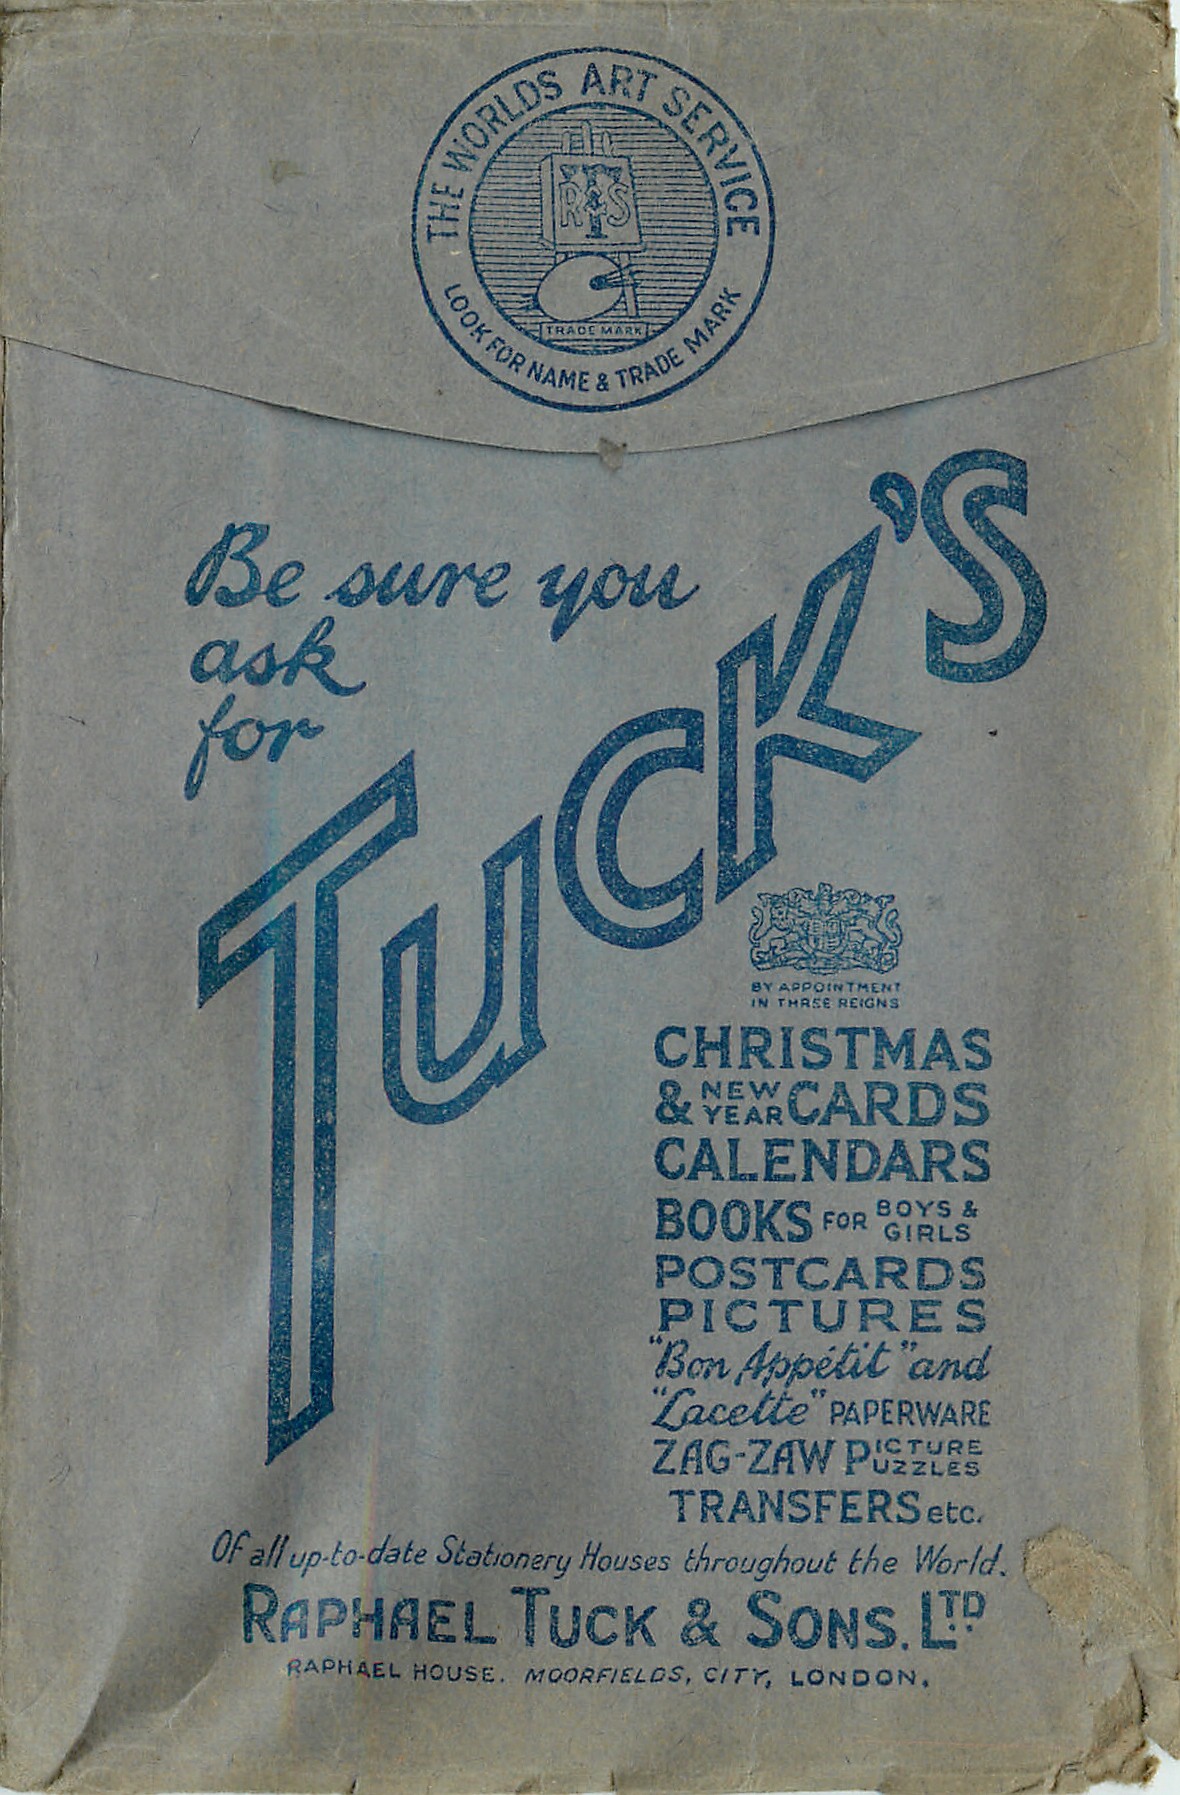 THE WORLDS ART SERVICE
R&S
T
TRADE MARK
LOOK FOR NAME & TRADE MARK
Be sure you
ask
for
TUCK'S
BY APPOINTMENT
IN THREE REIGNS
CHRISTMAS
& NEW YEAR CARDS
CALENDARS
BOOKS FOR BOYS & GIRLS
POSTCARDS
PICTURES
"Bon Appétit" and
"Lacette" PAPERWARE
ZAG-ZAW PICTURE PUZZLES
TRANSFERS etc.
Of all up-to-date Stationery Houses throughout the World.
RAPHAEL TUCK & SONS. LTD
RAPHAEL HOUSE. MOORFIELDS, CITY, LONDON.